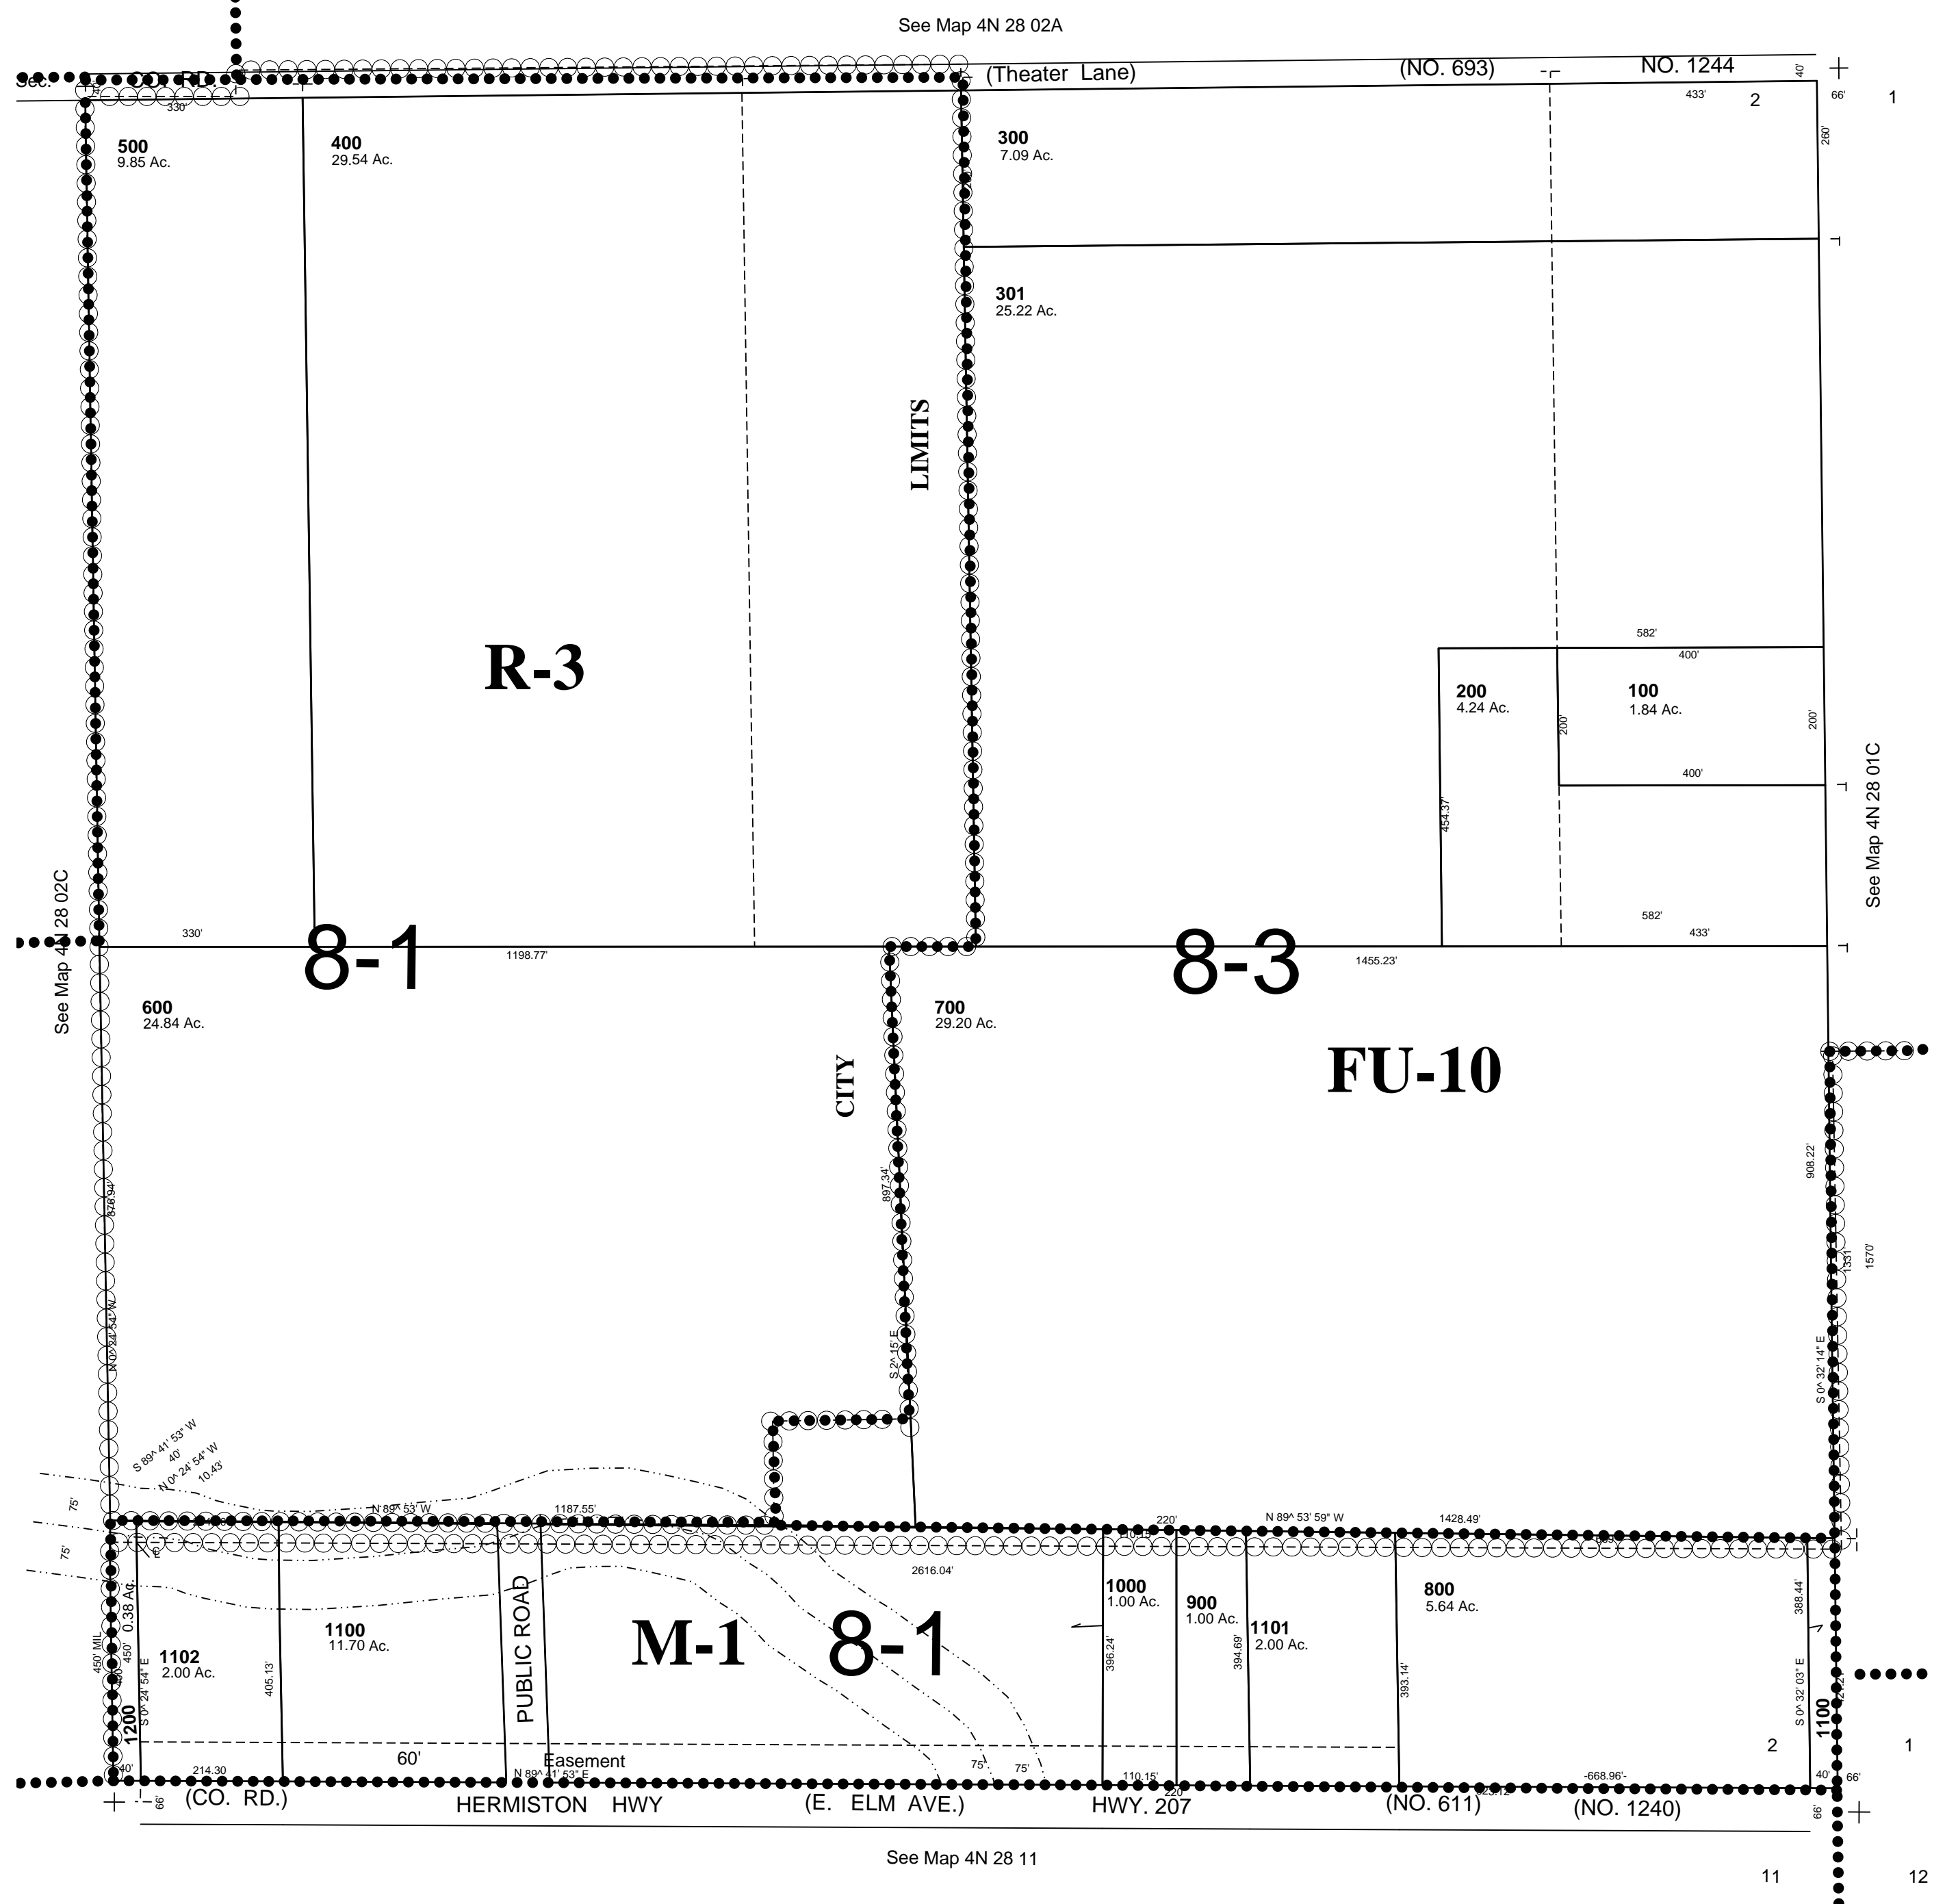 See Map 4N 28 02A
Sec.
CO. RD.
(Theater Lane)
(NO. 693)
NO. 1244
40'
330'
433'
2
66'
1
260'
500
9.85 Ac.
400
29.54 Ac.
300
7.09 Ac.
301
25.22 Ac.
LIMITS
R-3
582'
400'
200
4.24 Ac.
100
1.84 Ac.
200'
200'
400'
454.37'
See Map 4N 28 01C
See Map 4N 28 02C
582'
433'
330'
1198.77'
8-1
8-3
1455.23'
600
24.84 Ac.
700
29.20 Ac.
FU-10
CITY
897.34'
908.22'
876.94'
1331'
1570'
N 0^ 24' 54" W
S 2^ 15' E
S 0^ 32' 14" E
S 89^ 41' 53" W
40'
N 0^ 24' 54" W
10.43'
75'
75'
N 89^ 53' W
1187.55'
220'
N 89^ 53' 59" W
1428.49'
2616.04'
1000
1.00 Ac.
900
1.00 Ac.
1101
2.00 Ac.
800
5.64 Ac.
388.44'
0.38 Ac.
450' MIL
450'
1102
2.00 Ac.
1100
11.70 Ac.
PUBLIC ROAD
M-1
8-1
396.24'
394.69'
393.14'
405.13'
S 0^ 24' 54" E
S 0^ 32' 03" E
1200
1100
2
1
60'
Easement
75'
75'
40'
214.30
N 89^ 41' 53" E
110.15'
220'
-668.96'-
40'
66'
66'
(CO. RD.)
HERMISTON HWY
(E. ELM AVE.)
HWY. 207
(NO. 611)
(NO. 1240)
66'
See Map 4N 28 11
11
12